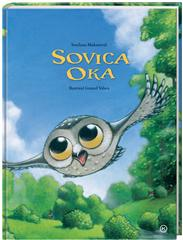 Svetlana Makarovič
SOVICA
OKA
Ilustriral Gorazd Vahen